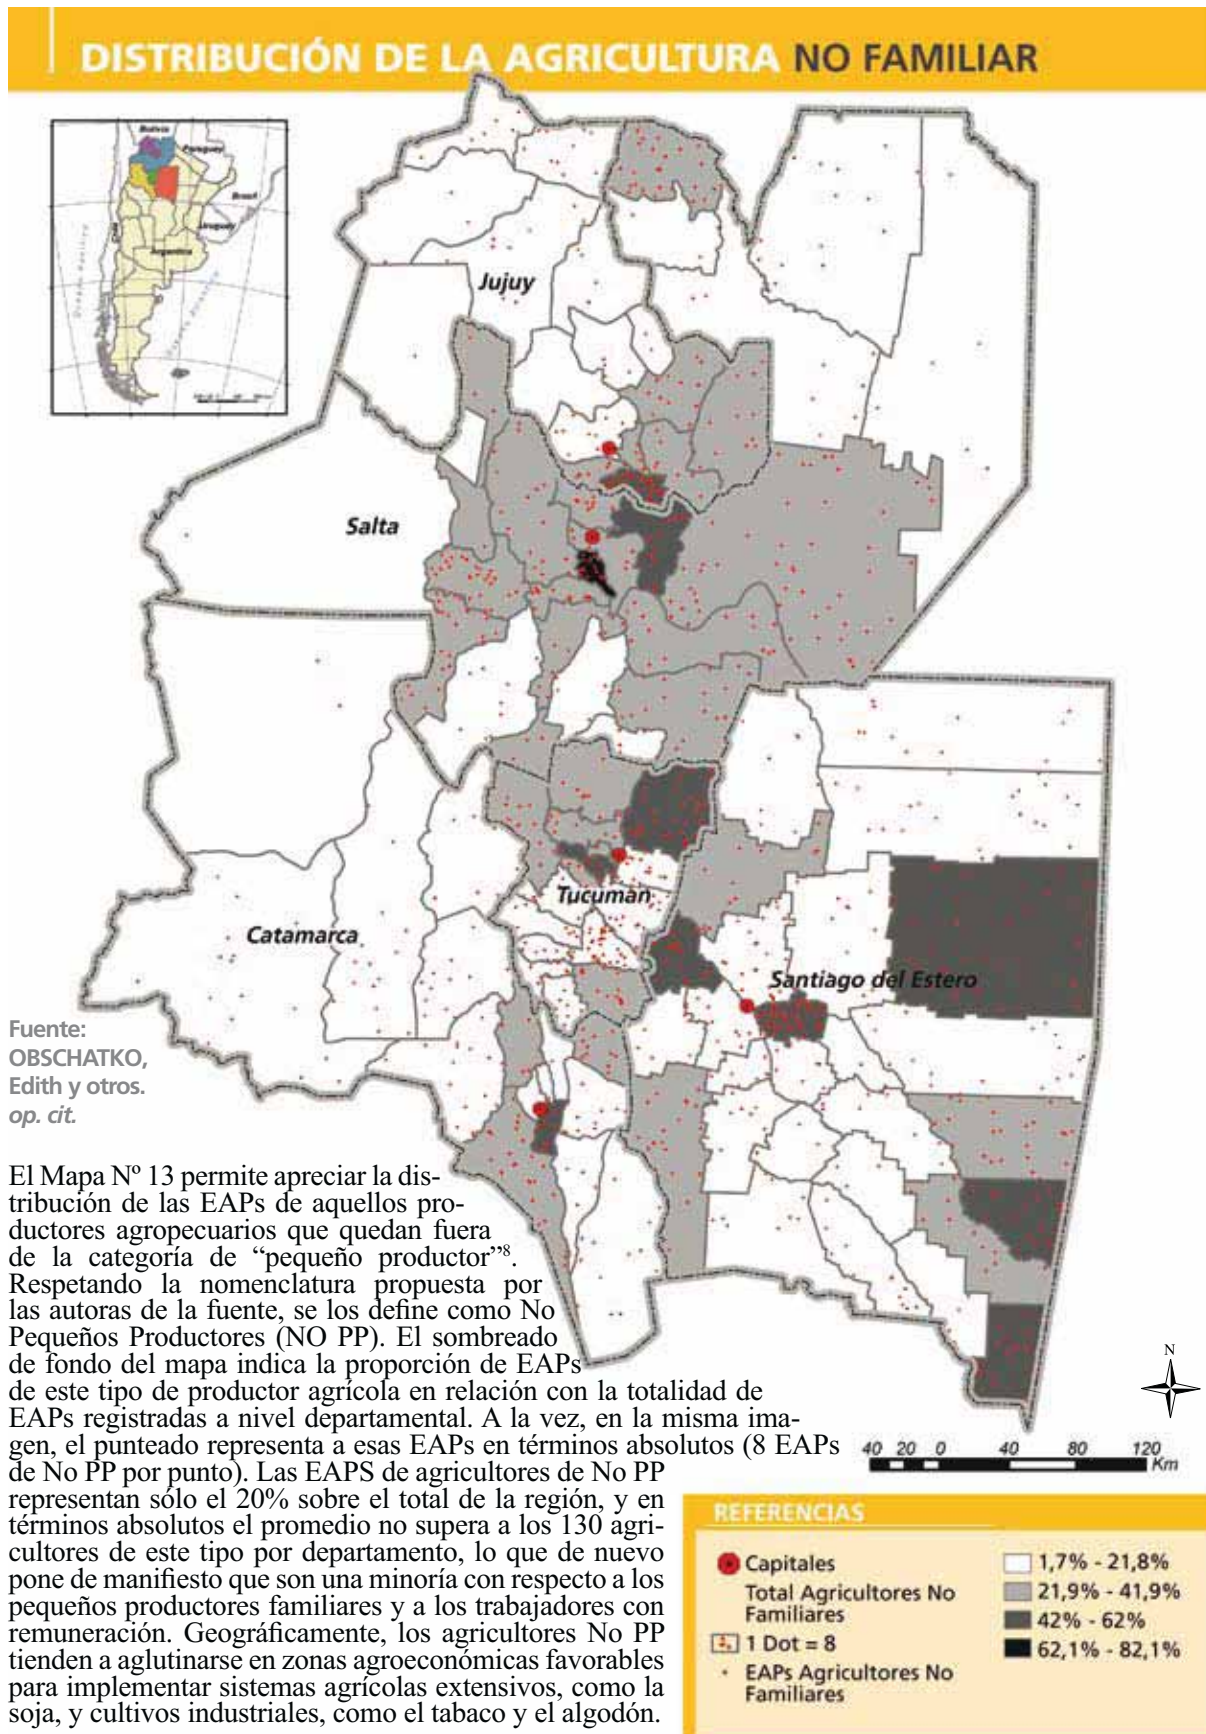 DISTRIBUCIÓN DE LA AGRICULTURA NO FAMILIAR
Bolivia
Paraguay
Brasil
Uruguay
Argentina
Jujuy
Salta
Tucuman
Catamarca
Santiago del Estero
Fuente:
OBSCHATKO,
Edith y otros.
op. cit.
El Mapa Nº 13 permite apreciar la dis-
tribución de las EAPs de aquellos pro-
ductores agropecuarios que quedan fuera
de la categoría de “pequeño productor”⁸.
Respetando la nomenclatura propuesta por
las autoras de la fuente, se los define como No
Pequeños Productores (NO PP). El sombreado
de fondo del mapa indica la proporción de EAPs
de este tipo de productor agrícola en relación con la totalidad de
EAPs registradas a nivel departamental. A la vez, en la misma ima-
gen, el punteado representa a esas EAPs en términos absolutos (8 EAPs
de No PP por punto). Las EAPS de agricultores de No PP
representan sólo el 20% sobre el total de la región, y en
términos absolutos el promedio no supera a los 130 agri-
cultores de este tipo por departamento, lo que de nuevo
pone de manifiesto que son una minoría con respecto a los
pequeños productores familiares y a los trabajadores con
remuneración. Geográficamente, los agricultores No PP
tienden a aglutinarse en zonas agroeconómicas favorables
para implementar sistemas agrícolas extensivos, como la
soja, y cultivos industriales, como el tabaco y el algodón.
N
40 20 0 40 80 120
Km
REFERENCIAS
Capitales
Total Agricultores No
Familiares
1 Dot = 8
EAPs Agricultores No
Familiares
1,7% - 21,8%
21,9% - 41,9%
42% - 62%
62,1% - 82,1%